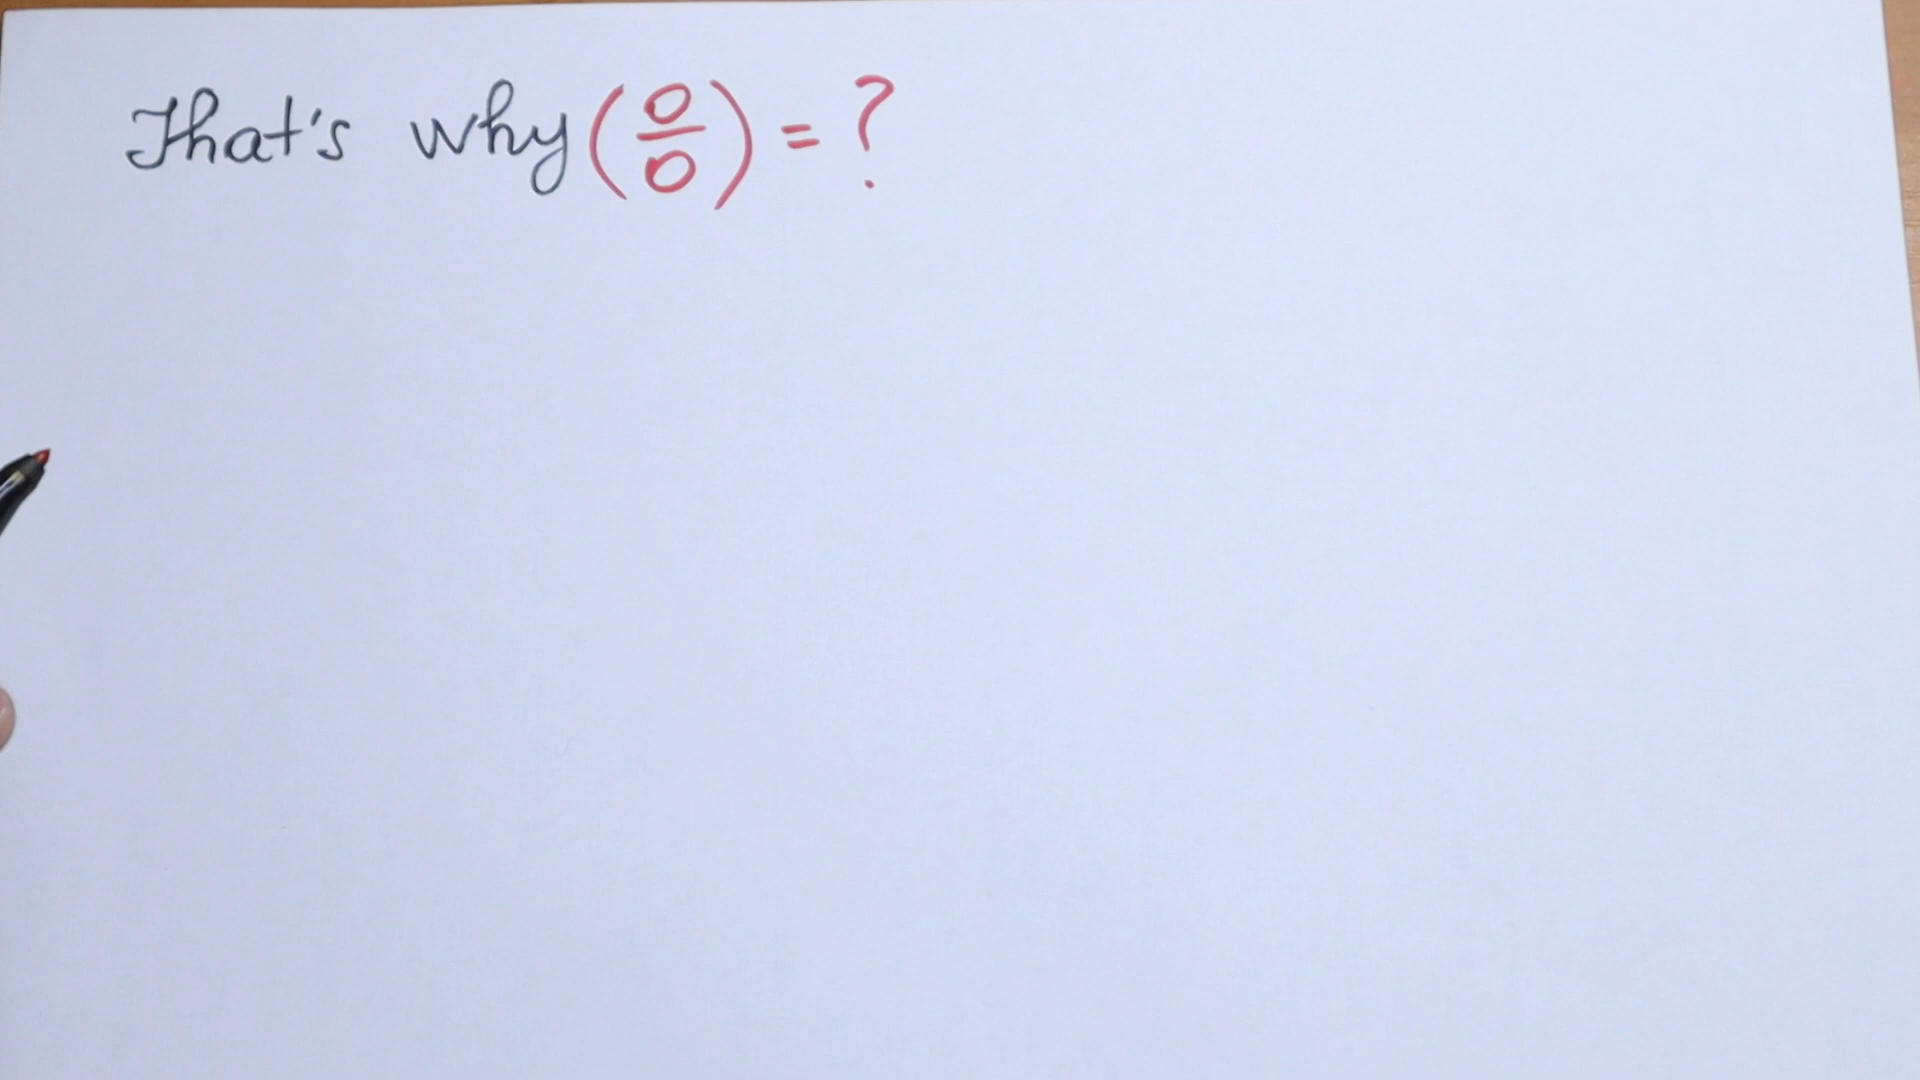 That's why (0/0) = ?